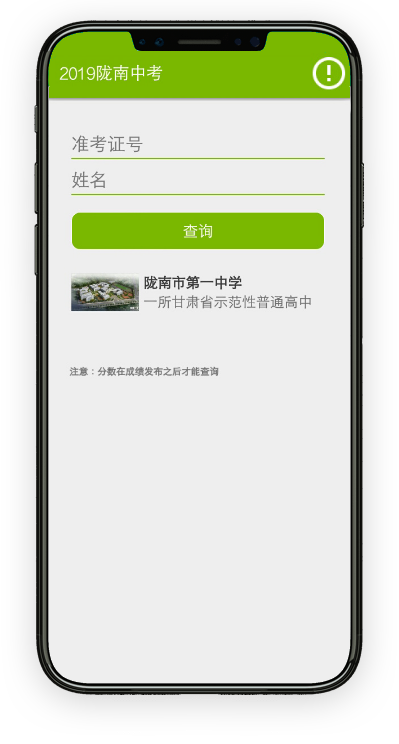 2019陇南中考
准考证号
姓名
查询
陇南市第一中学
一所甘肃省示范性普通高中
注意：分数在成绩发布之后才能查询